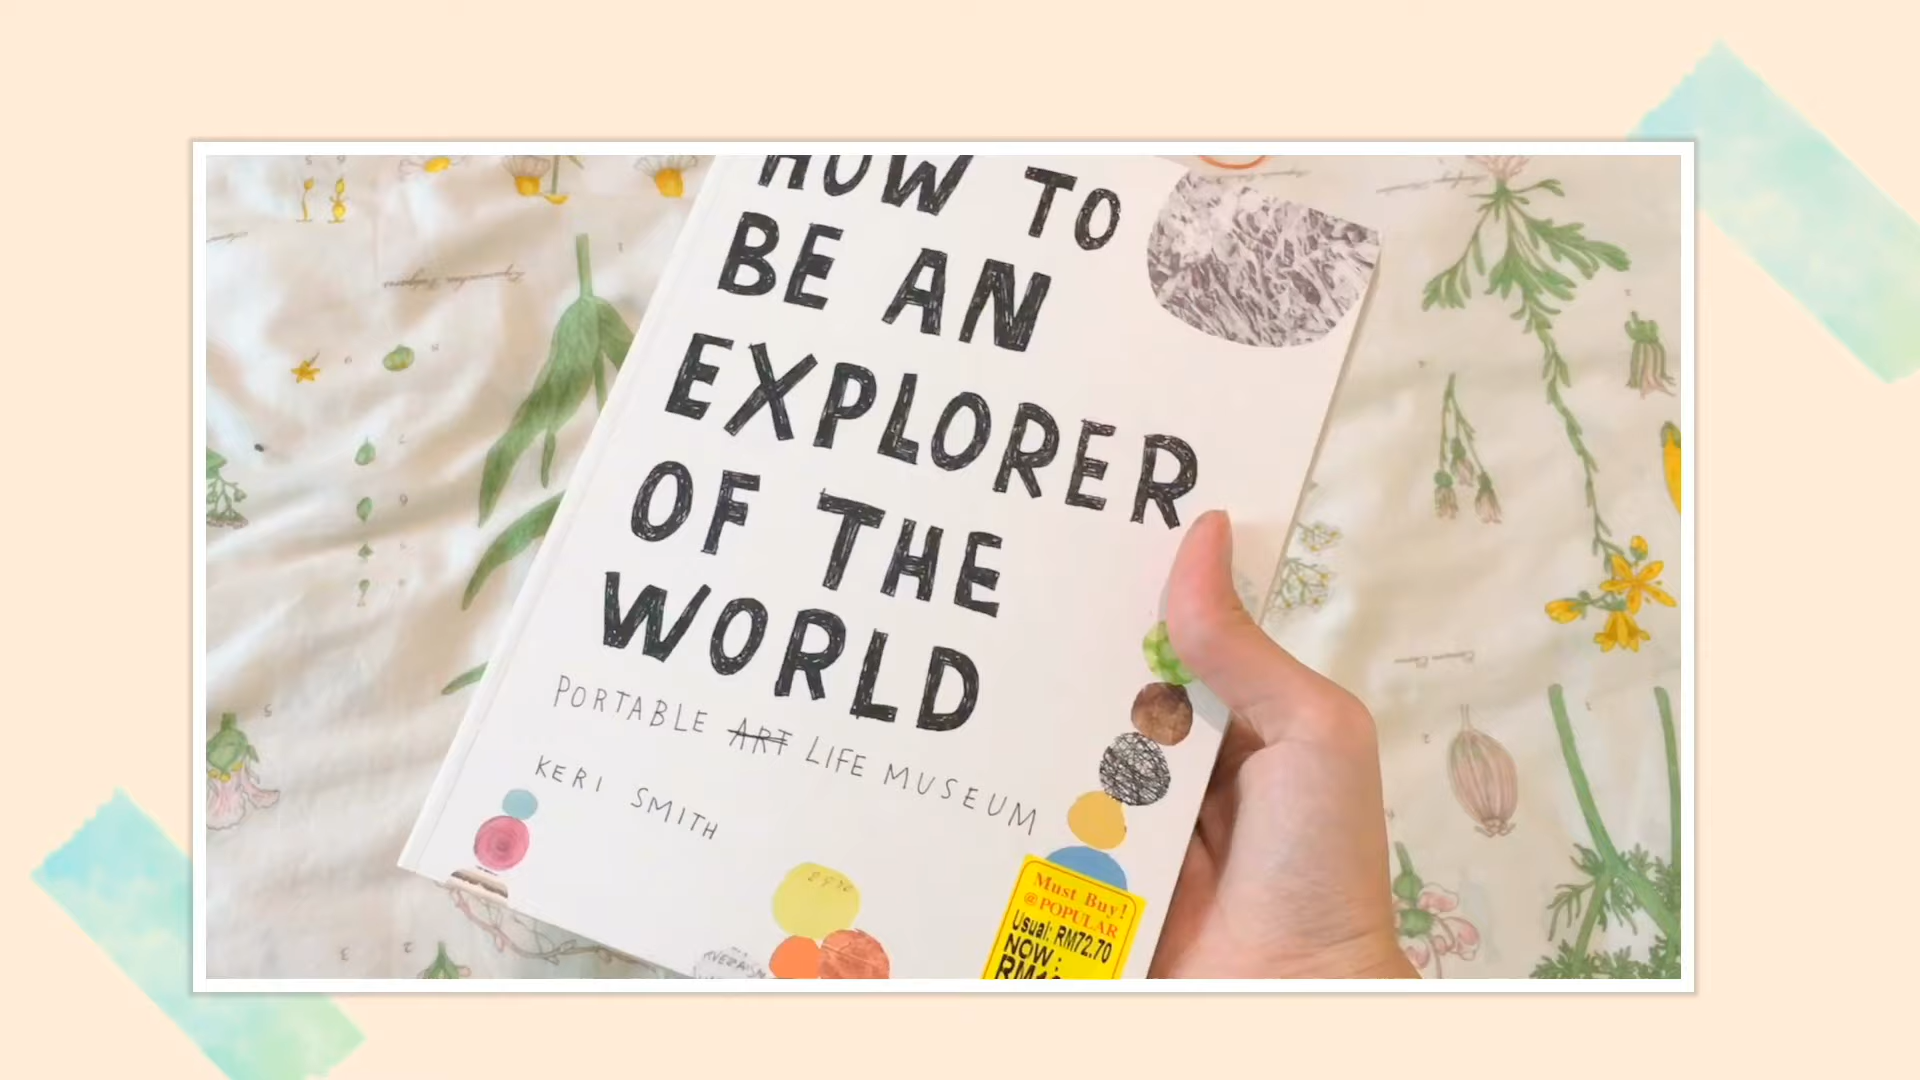 HOW TO
BE AN
EXPLORER
OF THE
WORLD
PORTABLE ART LIFE MUSEUM
KERI SMITH
Must Buy!
@POPULAR
Usual: RM72.70
NOW :